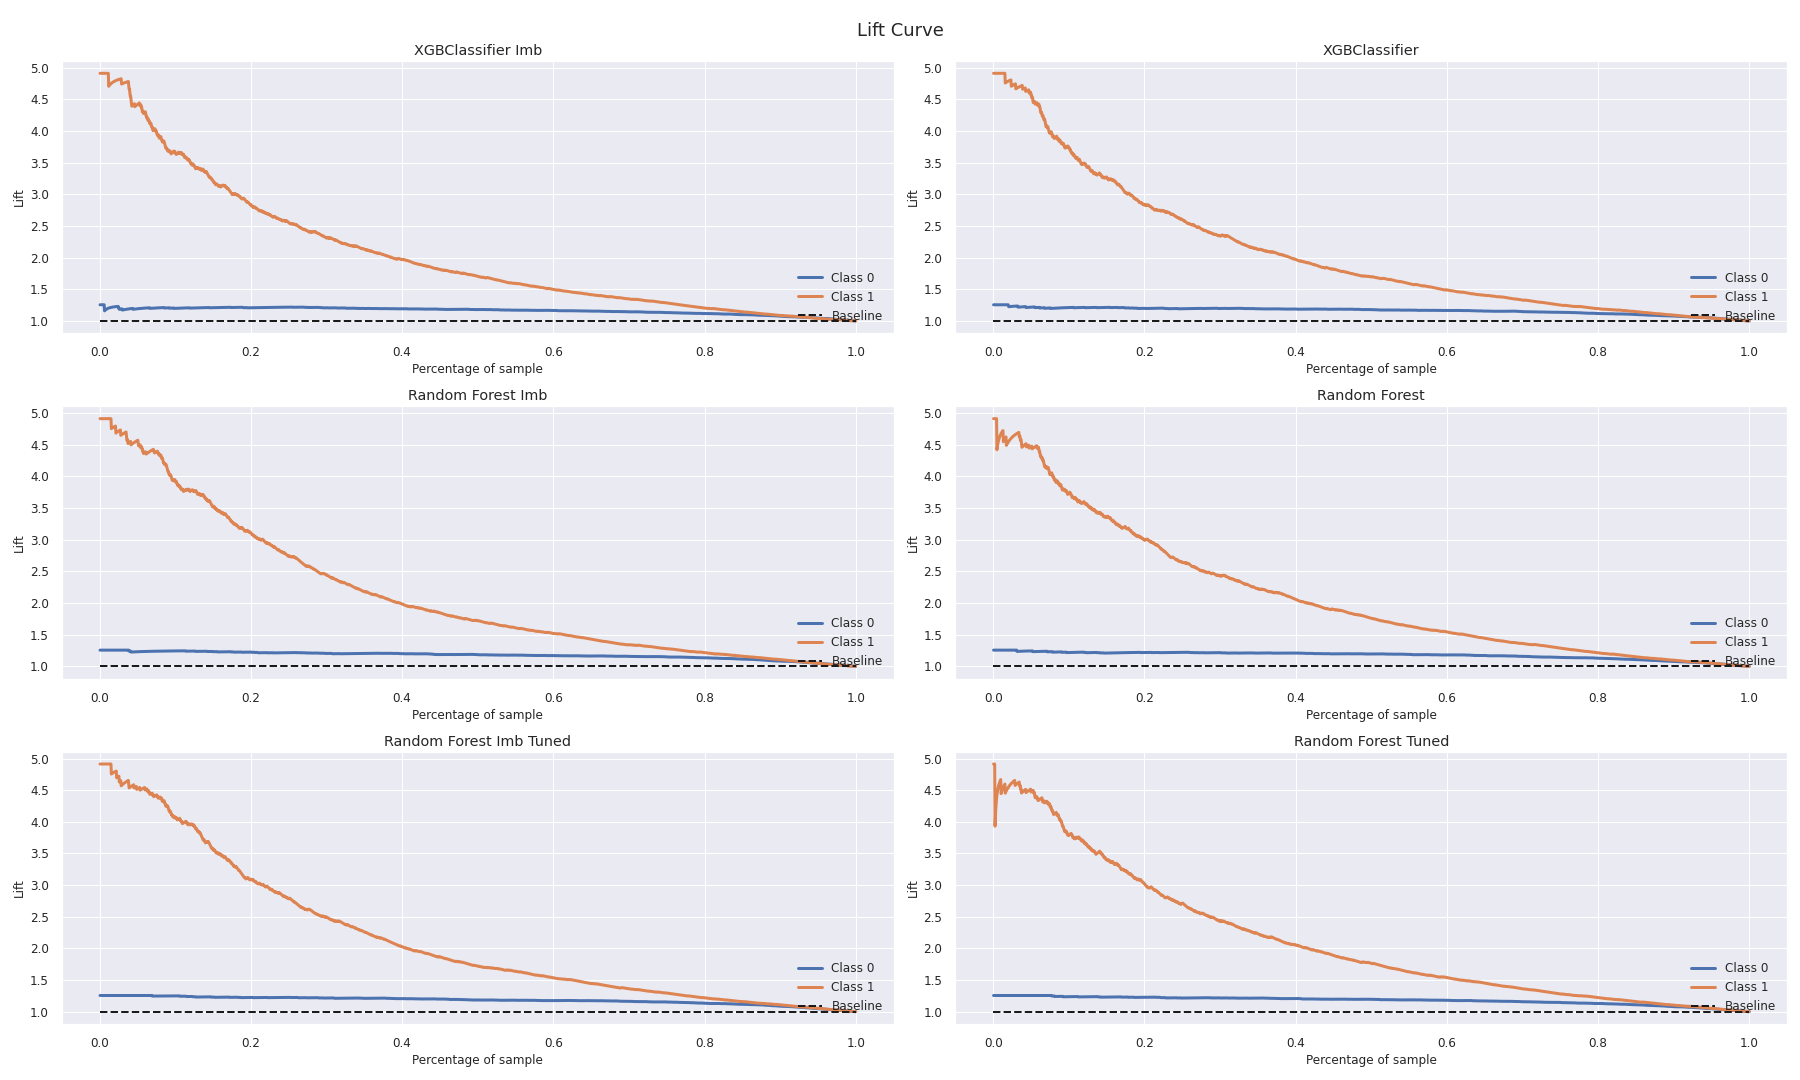 Lift Curve
XGBClassifier Imb
5.0
4.5
4.0
3.5
3.0
2.5
2.0
1.5
1.0
Lift
Class 0
Class 1
Baseline
0.0 0.2 0.4 0.6 0.8 1.0
Percentage of sample
XGBClassifier
5.0
4.5
4.0
3.5
3.0
2.5
2.0
1.5
1.0
Lift
Class 0
Class 1
Baseline
0.0 0.2 0.4 0.6 0.8 1.0
Percentage of sample
Random Forest Imb
5.0
4.5
4.0
3.5
3.0
2.5
2.0
1.5
1.0
Lift
Class 0
Class 1
Baseline
0.0 0.2 0.4 0.6 0.8 1.0
Percentage of sample
Random Forest
5.0
4.5
4.0
3.5
3.0
2.5
2.0
1.5
1.0
Lift
Class 0
Class 1
Baseline
0.0 0.2 0.4 0.6 0.8 1.0
Percentage of sample
Random Forest Imb Tuned
5.0
4.5
4.0
3.5
3.0
2.5
2.0
1.5
1.0
Lift
Class 0
Class 1
Baseline
0.0 0.2 0.4 0.6 0.8 1.0
Percentage of sample
Random Forest Tuned
5.0
4.5
4.0
3.5
3.0
2.5
2.0
1.5
1.0
Lift
Class 0
Class 1
Baseline
0.0 0.2 0.4 0.6 0.8 1.0
Percentage of sample